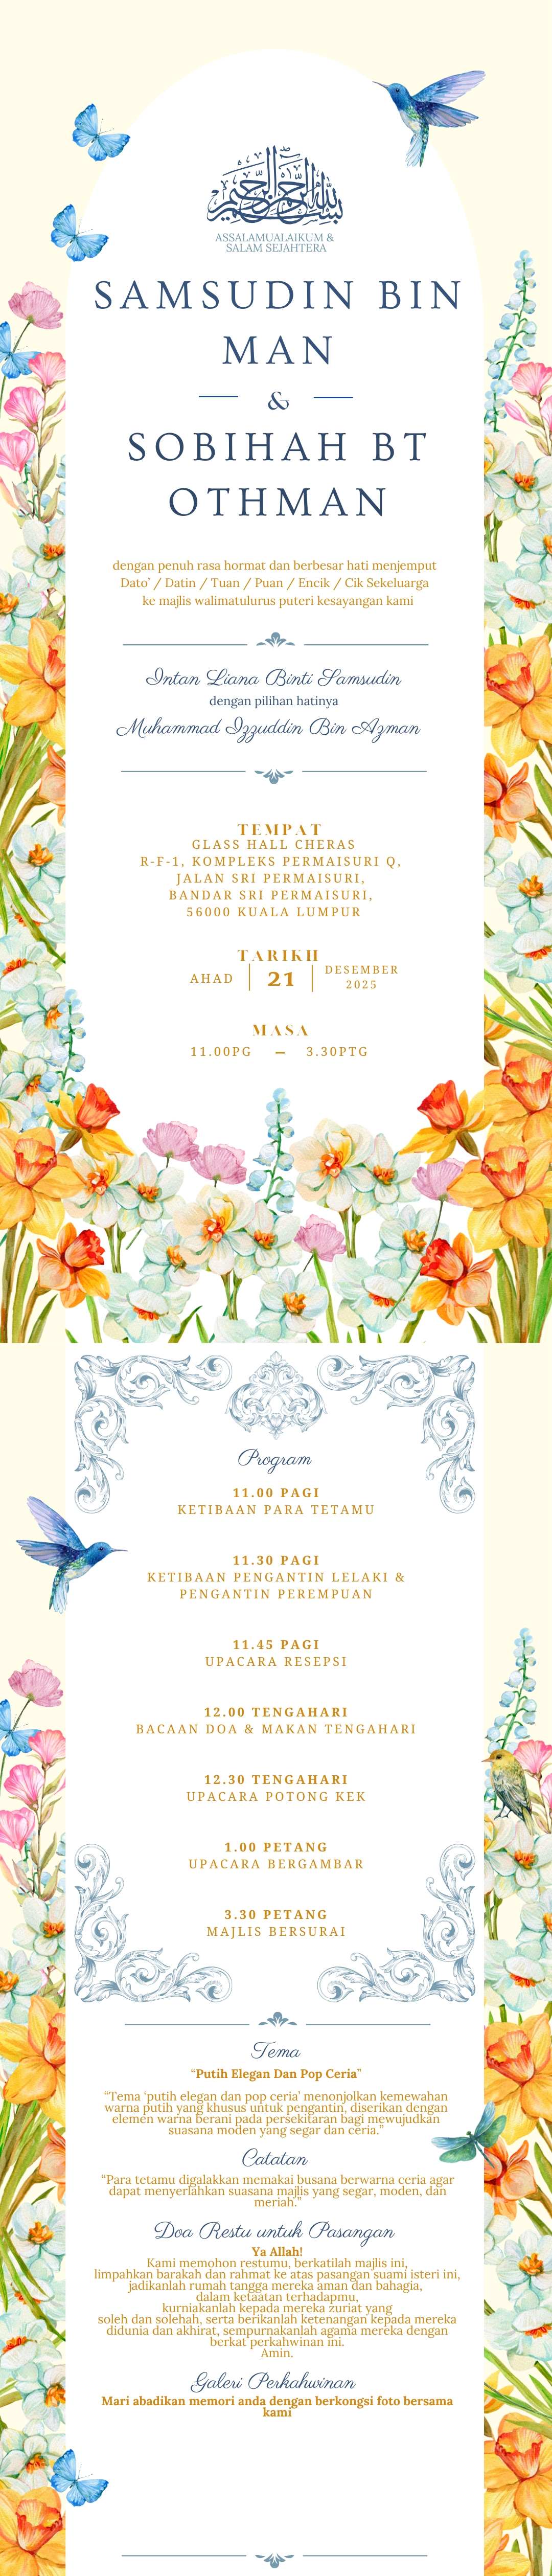 بسم الله الرحمن الرحيم
ASSALAMUALAIKUM &
SALAM SEJAHTERA
SAMSUDIN BIN
MAN
&
SOBIHAH BT
OTHMAN
dengan penuh rasa hormat dan berbesar hati menjemput
Dato' / Datin / Tuan / Puan / Encik / Cik Sekeluarga
ke majlis walimatulurus puteri kesayangan kami
Intan Liana Binti Samsudin
dengan pilihan hatinya
Muhammad Izzuddin Bin Azman
TEMPAT
GLASS HALL CHERAS
R-F-1, KOMPLEKS PERMAISURI Q,
JALAN SRI PERMAISURI,
BANDAR SRI PERMAISURI,
56000 KUALA LUMPUR
TARIKH
AHAD | 21 | DESEMBER
2025
MASA
11.00PG – 3.30PTG
Program
11.00 PAGI
KETIBAAN PARA TETAMU
11.30 PAGI
KETIBAAN PENGANTIN LELAKI &
PENGANTIN PEREMPUAN
11.45 PAGI
UPACARA RESEPSI
12.00 TENGAHARI
BACAAN DOA & MAKAN TENGAHARI
12.30 TENGAHARI
UPACARA POTONG KEK
1.00 PETANG
UPACARA BERGAMBAR
3.30 PETANG
MAJLIS BERSURAI
Tema
“Putih Elegan Dan Pop Ceria”
“Tema ‘putih elegan dan pop ceria’ menonjolkan kemewahan
warna putih yang khusus untuk pengantin, diserikan dengan
elemen warna berani pada persekitaran bagi mewujudkan
suasana moden yang segar dan ceria.”
Catatan
“Para tetamu digalakkan memakai busana berwarna ceria agar
dapat menyerlahkan suasana majlis yang segar, moden, dan
meriah.”
Doa Restu untuk Pasangan
Ya Allah!
Kami memohon restumu, berkatilah majlis ini,
limpahkan barakah dan rahmat ke atas pasangan suami isteri ini,
jadikanlah rumah tangga mereka aman dan bahagia,
dalam ketaatan terhadapmu,
kurniakanlah kepada mereka zuriat yang
soleh dan solehah, serta berikanlah ketenangan kepada mereka
didunia dan akhirat, sempurnakanlah agama mereka dengan
berkat perkahwinan ini.
Amin.
Galeri Perkahwinan
Mari abadikan memori anda dengan berkongsi foto bersama
kami